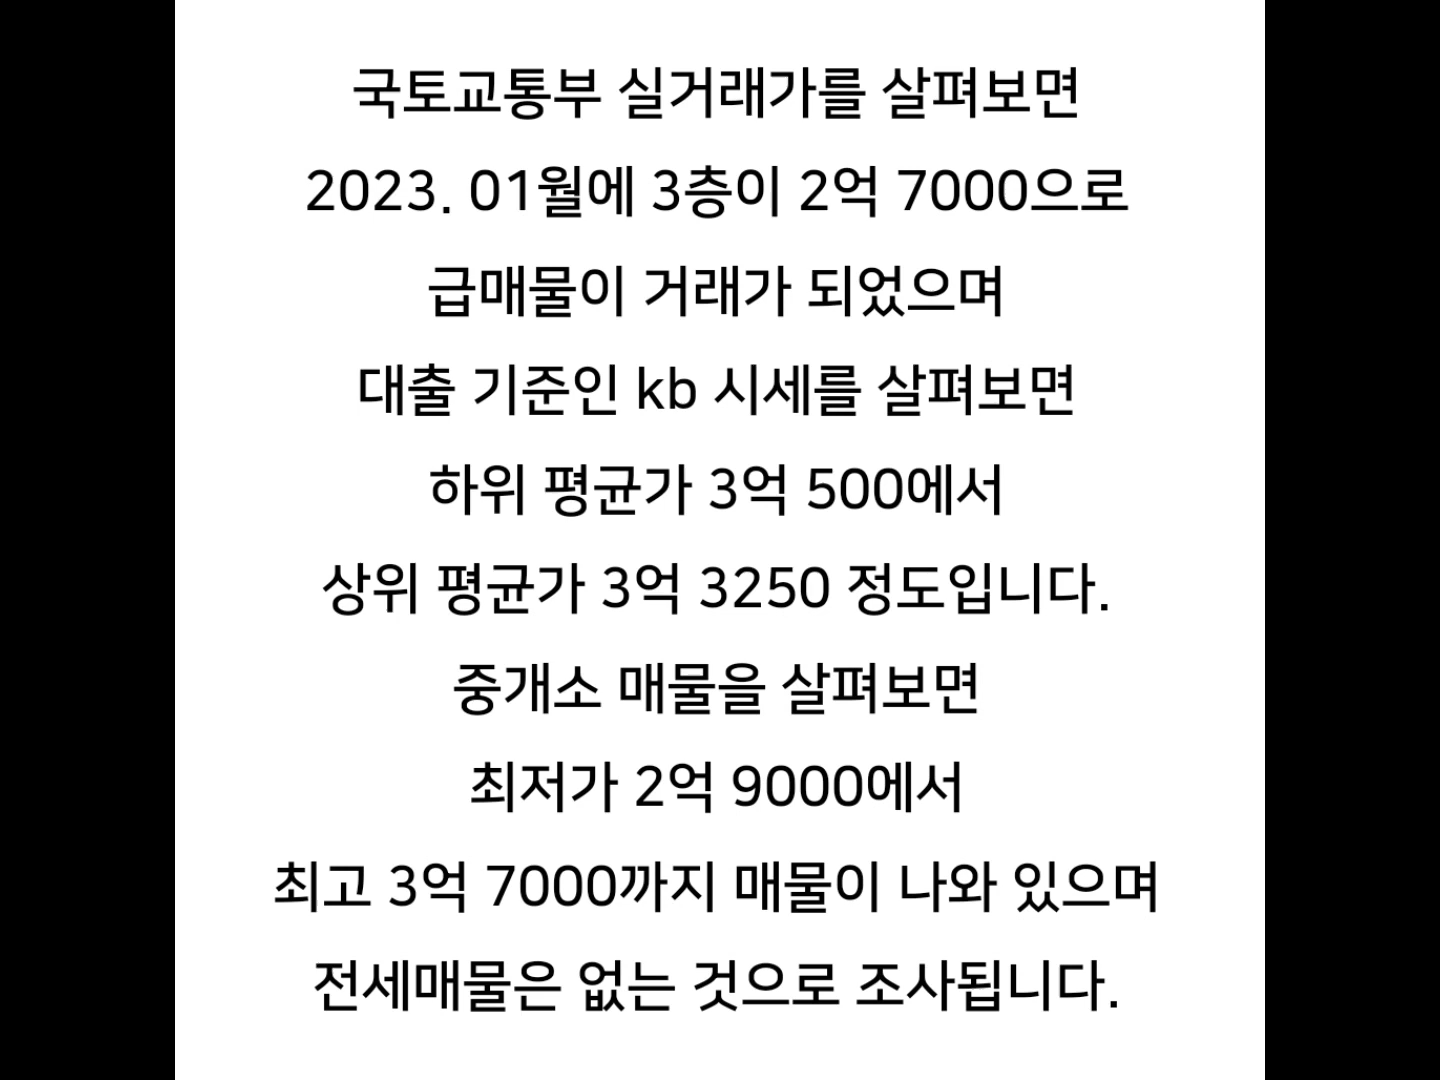 국토교통부 실거래가를 살펴보면
2023. 01월에 3층이 2억 7000으로
급매물이 거래가 되었으며
대출 기준인 kb 시세를 살펴보면
하위 평균가 3억 500에서
상위 평균가 3억 3250 정도입니다.
중개소 매물을 살펴보면
최저가 2억 9000에서
최고 3억 7000까지 매물이 나와 있으며
전세매물은 없는 것으로 조사됩니다.